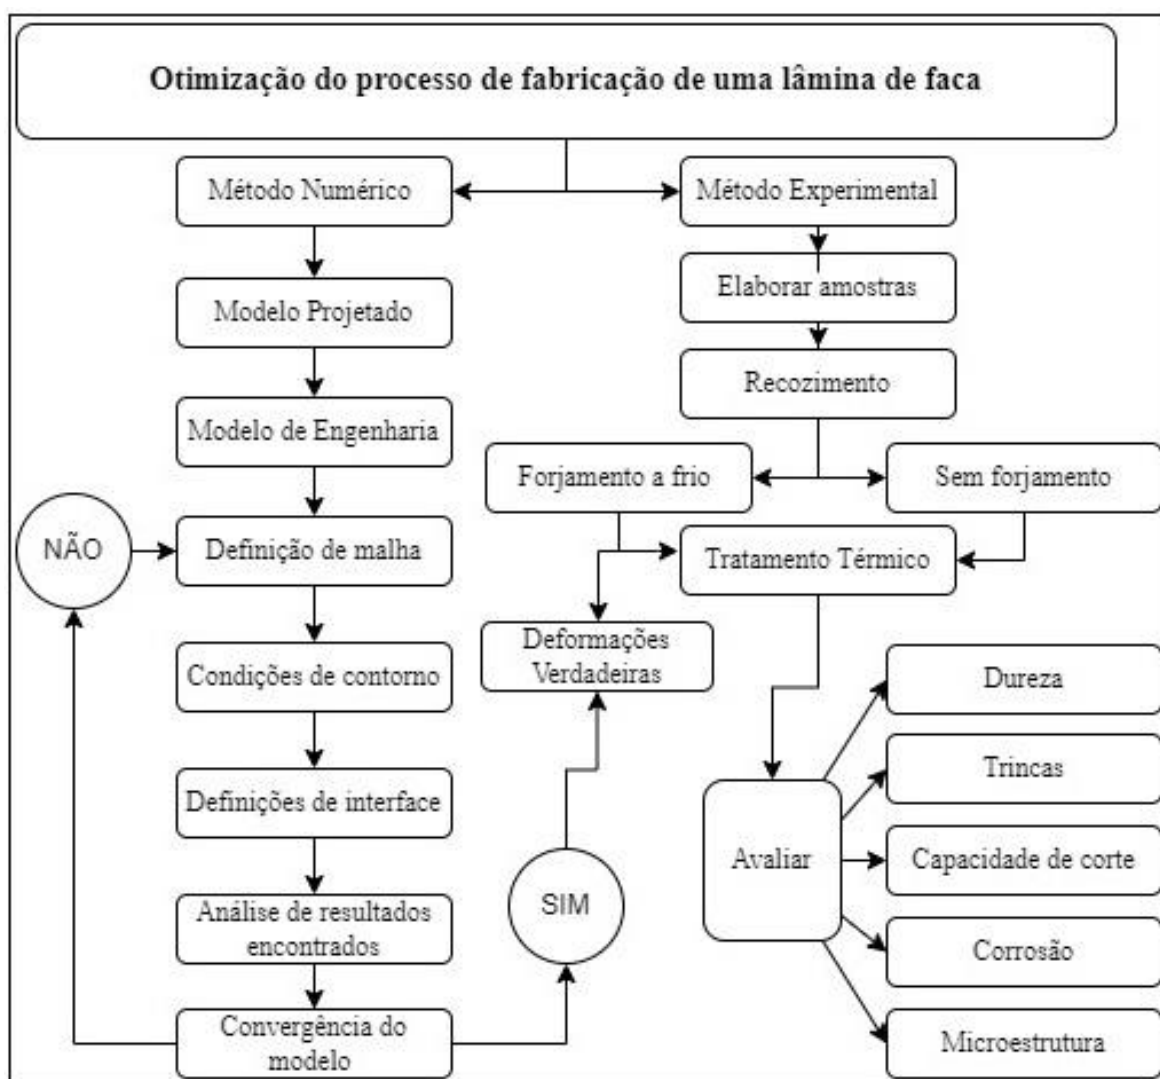 Otimização do processo de fabricação de uma lâmina de faca
Método Numérico
Método Experimental
Modelo Projetado
Elaborar amostras
Modelo de Engenharia
Recozimento
Forjamento a frio
Sem forjamento
NÃO
Definição de malha
Tratamento Térmico
Condições de contorno
Deformações
Verdadeiras
Dureza
Definições de interface
Trincas
Avaliar
Capacidade de corte
Análise de resultados
encontrados
SIM
Corrosão
Convergência do
modelo
Microestrutura